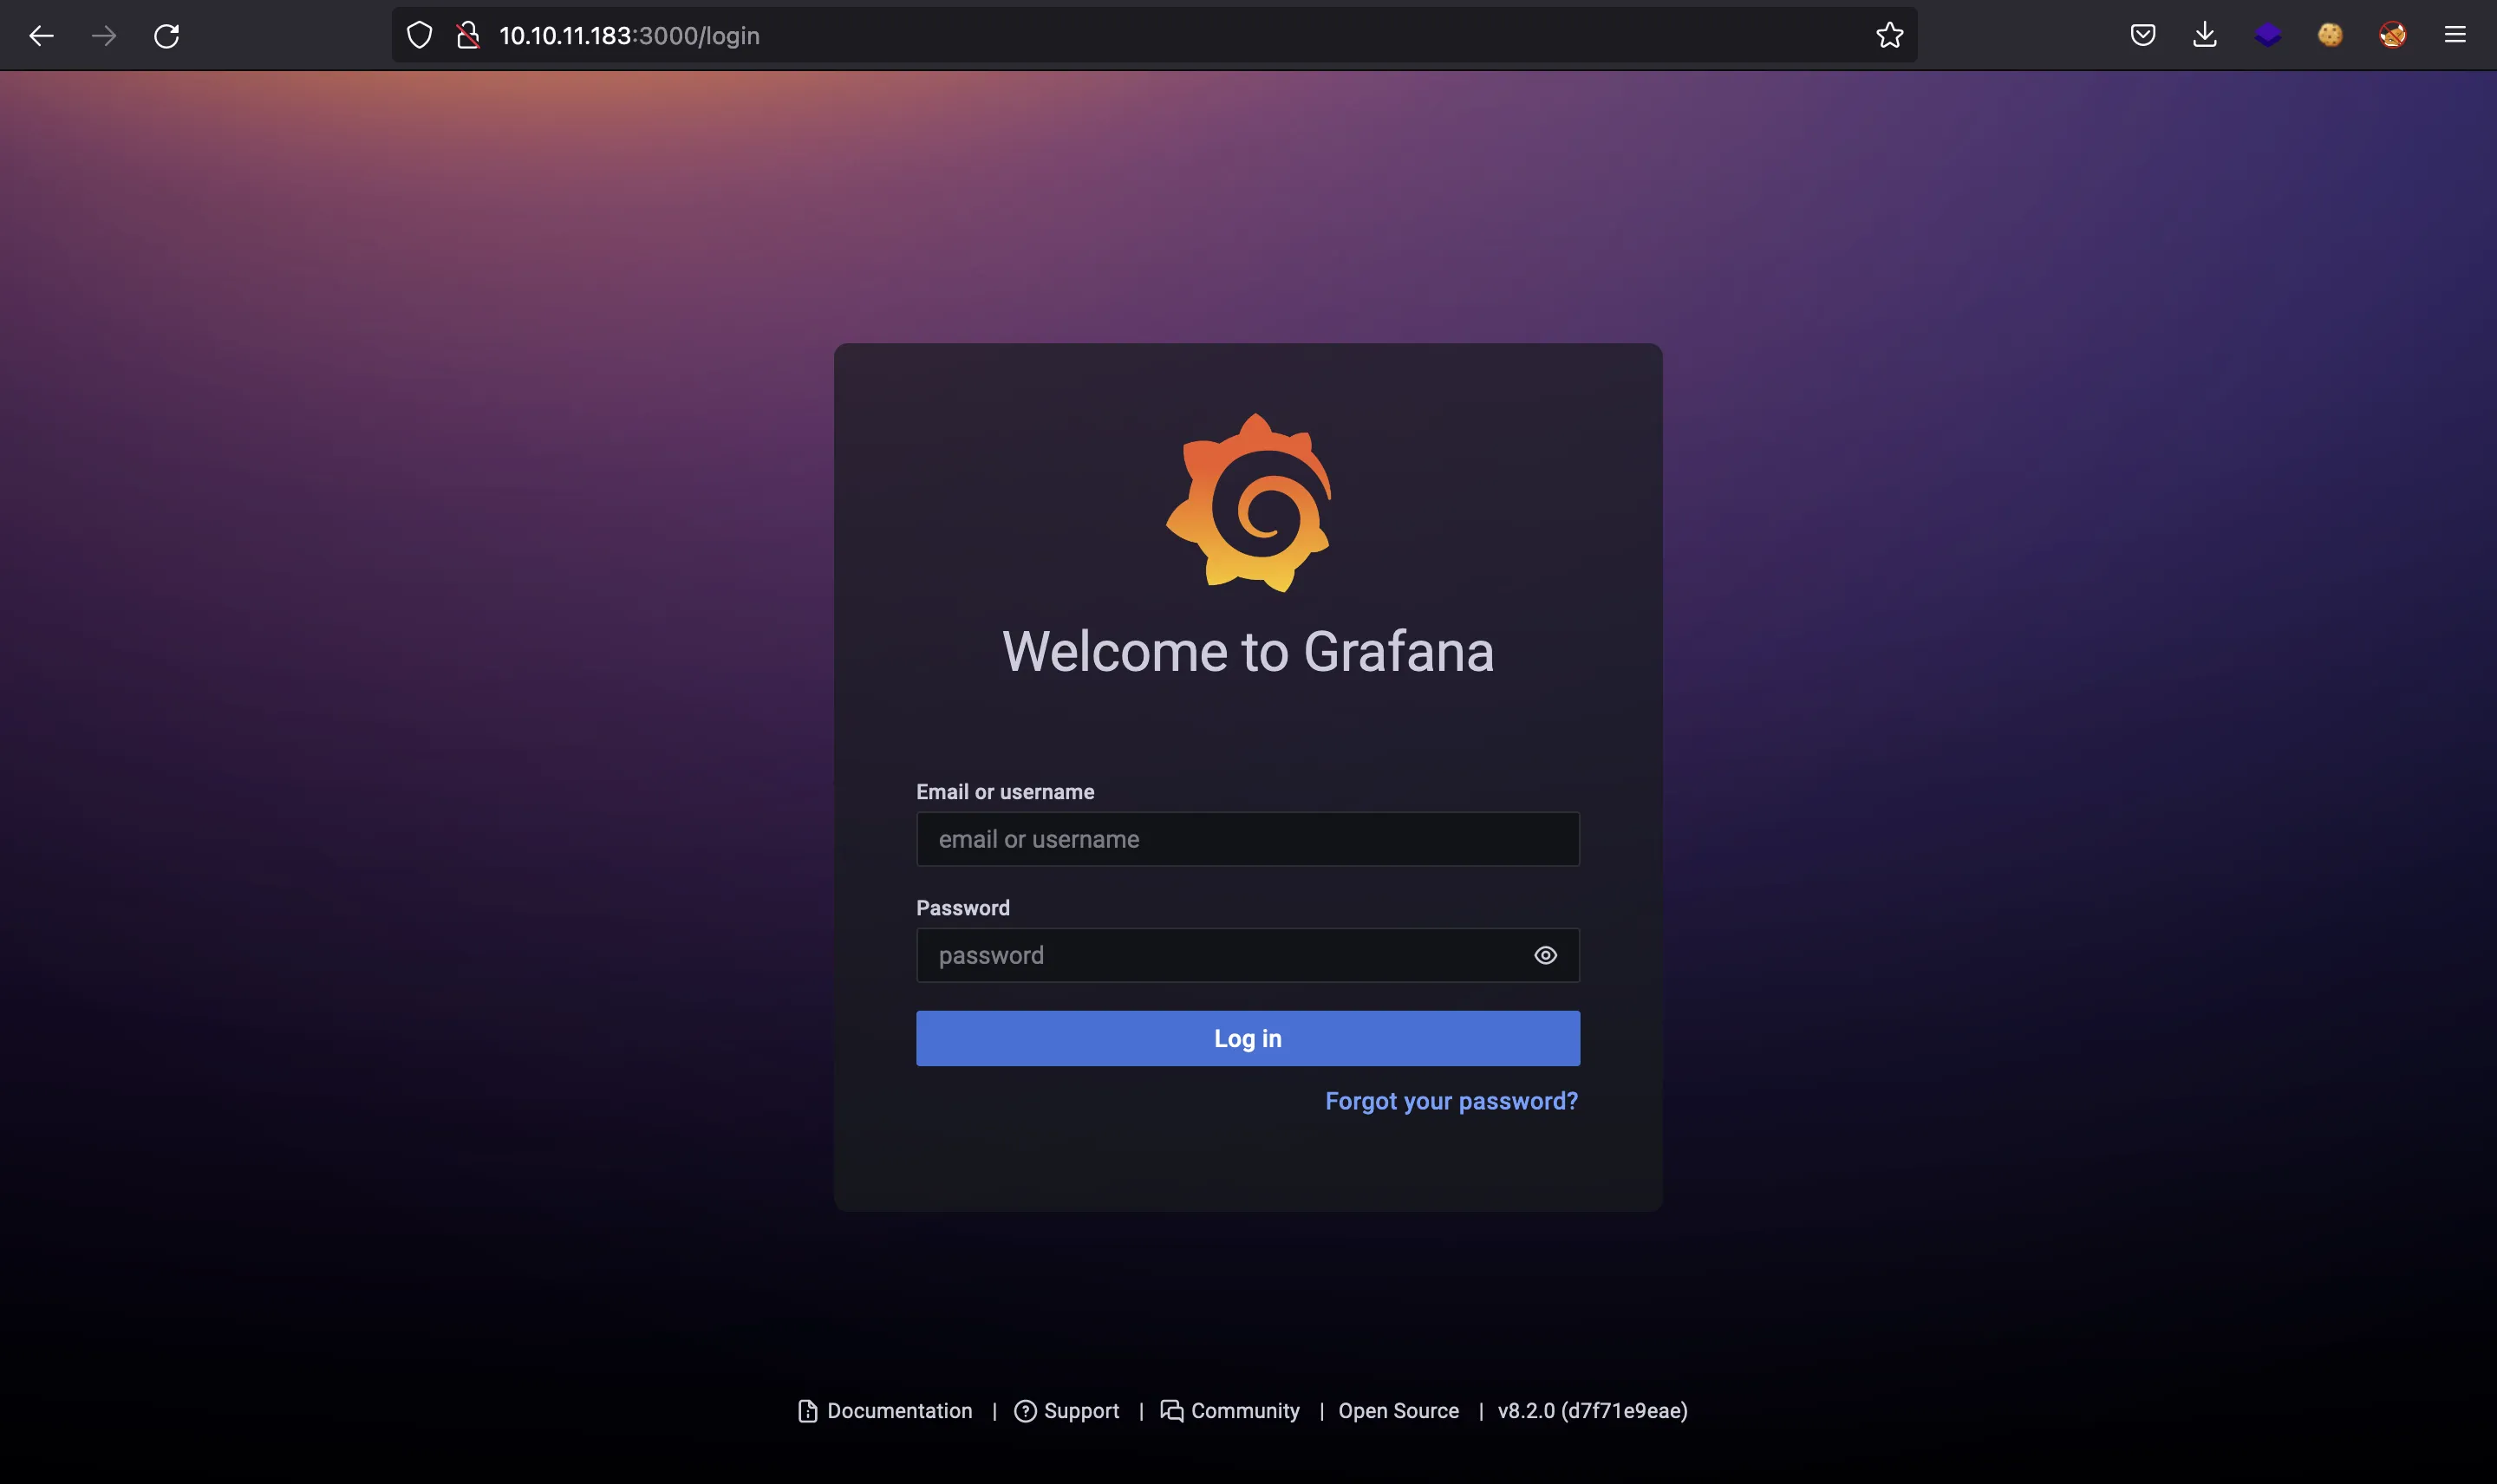 10.10.11.183:3000/login
Welcome to Grafana
Email or username
email or username
Password
password
Log in
Forgot your password?
Documentation | Support | Community | Open Source | v8.2.0 (d7f71e9eae)